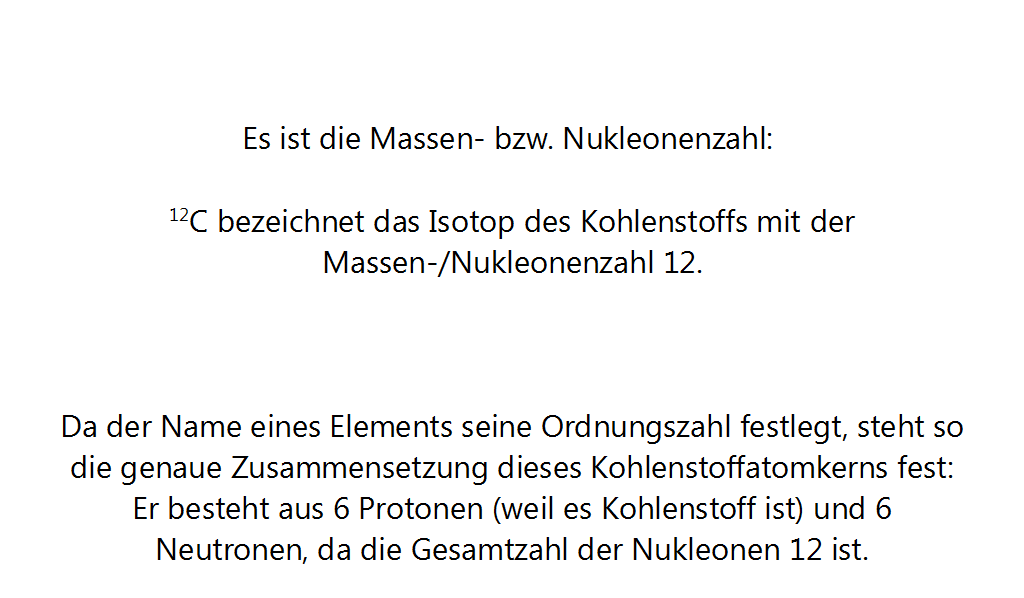 Es ist die Massen- bzw. Nukleonenzahl:
¹²C bezeichnet das Isotop des Kohlenstoffs mit der
Massen-/Nukleonenzahl 12.
Da der Name eines Elements seine Ordnungszahl festlegt, steht so
die genaue Zusammensetzung dieses Kohlenstoffatomkerns fest:
Er besteht aus 6 Protonen (weil es Kohlenstoff ist) und 6
Neutronen, da die Gesamtzahl der Nukleonen 12 ist.